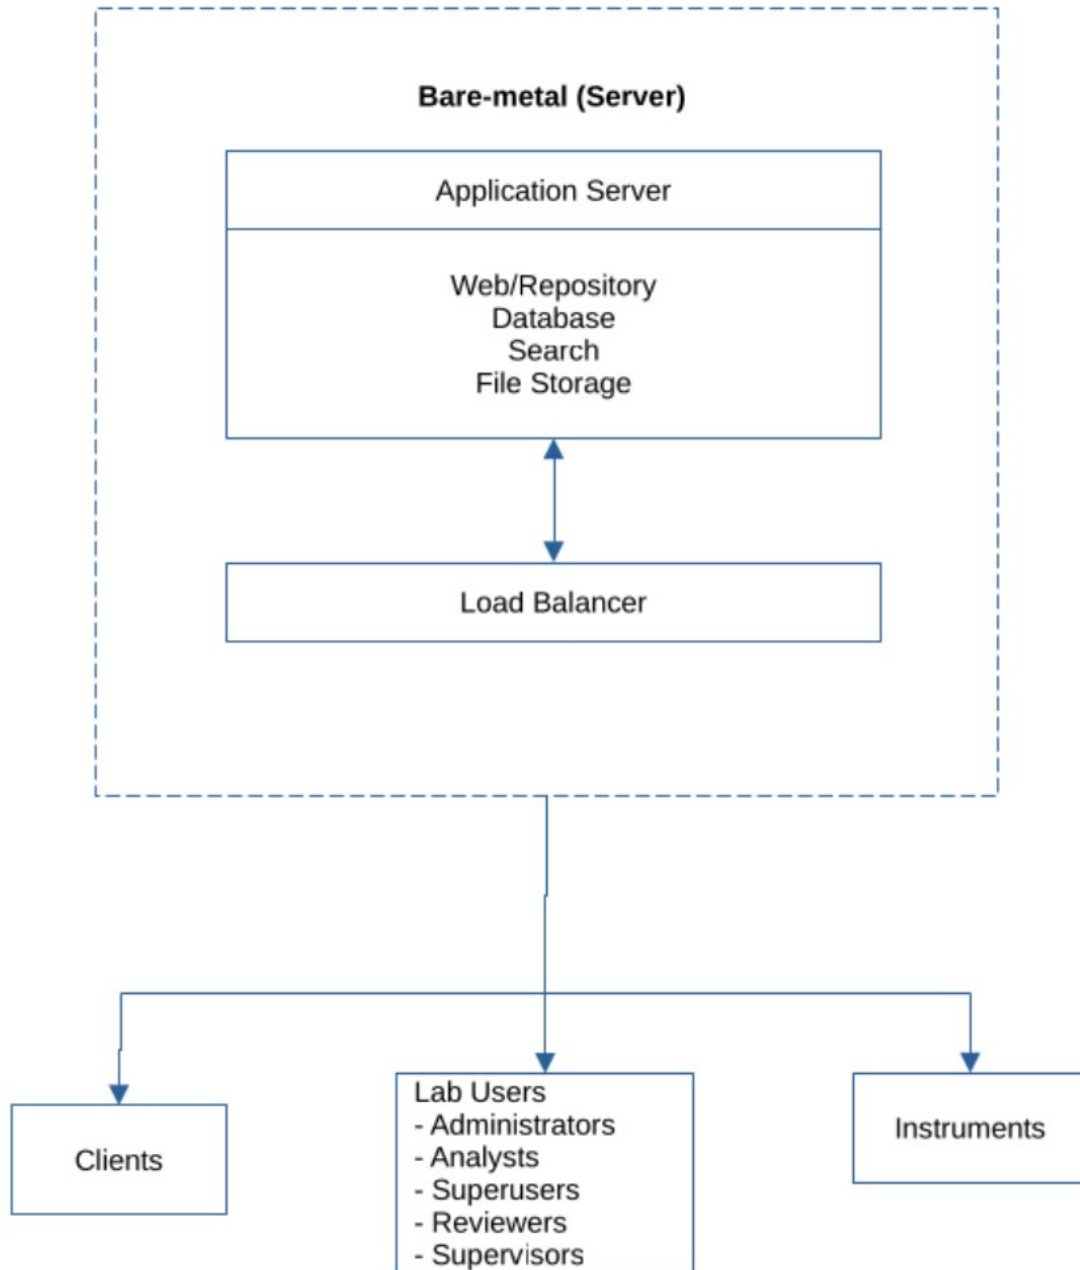 Bare-metal (Server)
Application Server
Web/Repository
Database
Search
File Storage
Load Balancer
Clients
Lab Users
- Administrators
- Analysts
- Superusers
- Reviewers
- Supervisors
Instruments